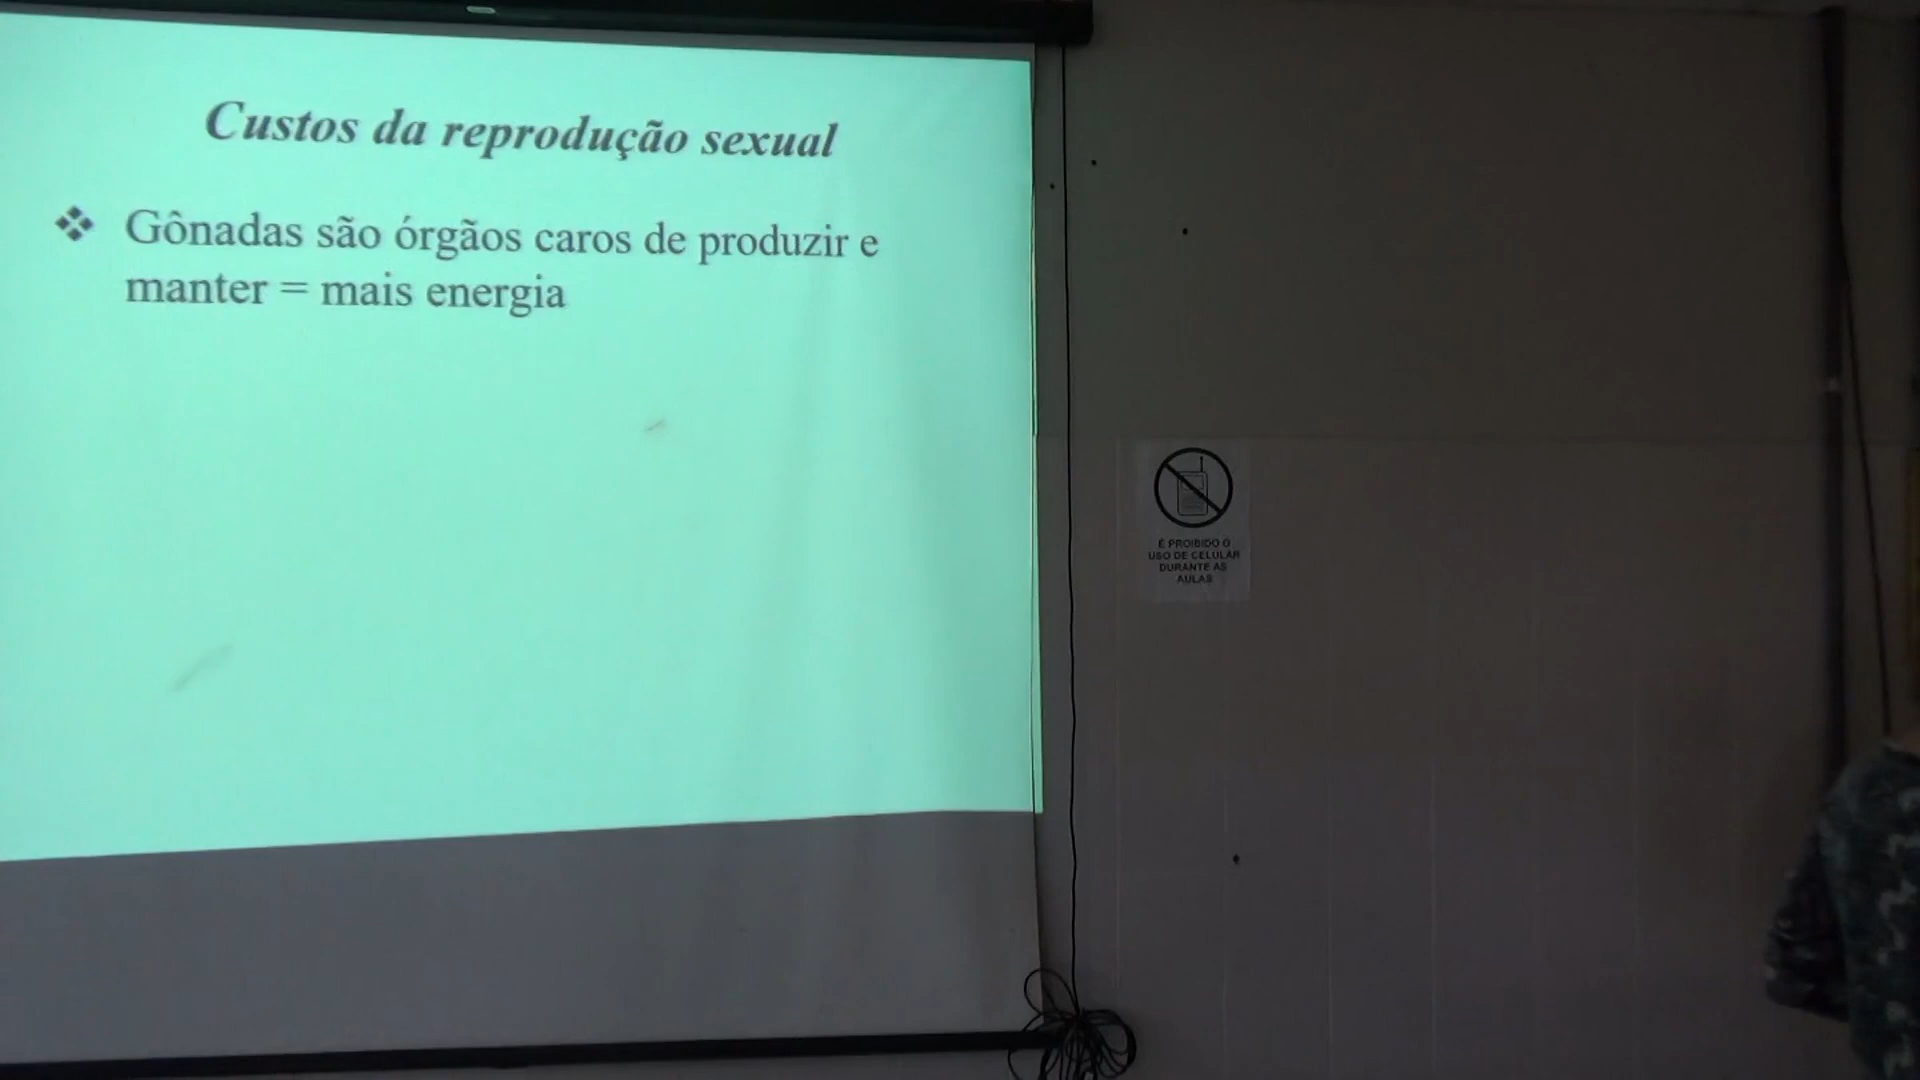 Custos da reprodução sexual
Gônadas são órgãos caros de produzir e
manter = mais energia
É PROIBIDO O
USO DE CELULAR
DURANTE AS
AULAS